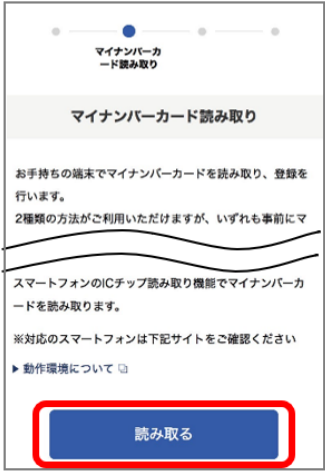 マイナンバーカ
ード読み取り
マイナンバーカード読み取り
お手持ちの端末でマイナンバーカードを読み取り、登録を
行います。
2種類の方法がご利用いただけますが、いずれも事前にマ
スマートフォンのICチップ読み取り機能でマイナンバーカ
ードを読み取ります。
※対応のスマートフォンは下記サイトをご確認ください
▶動作環境について
読み取る